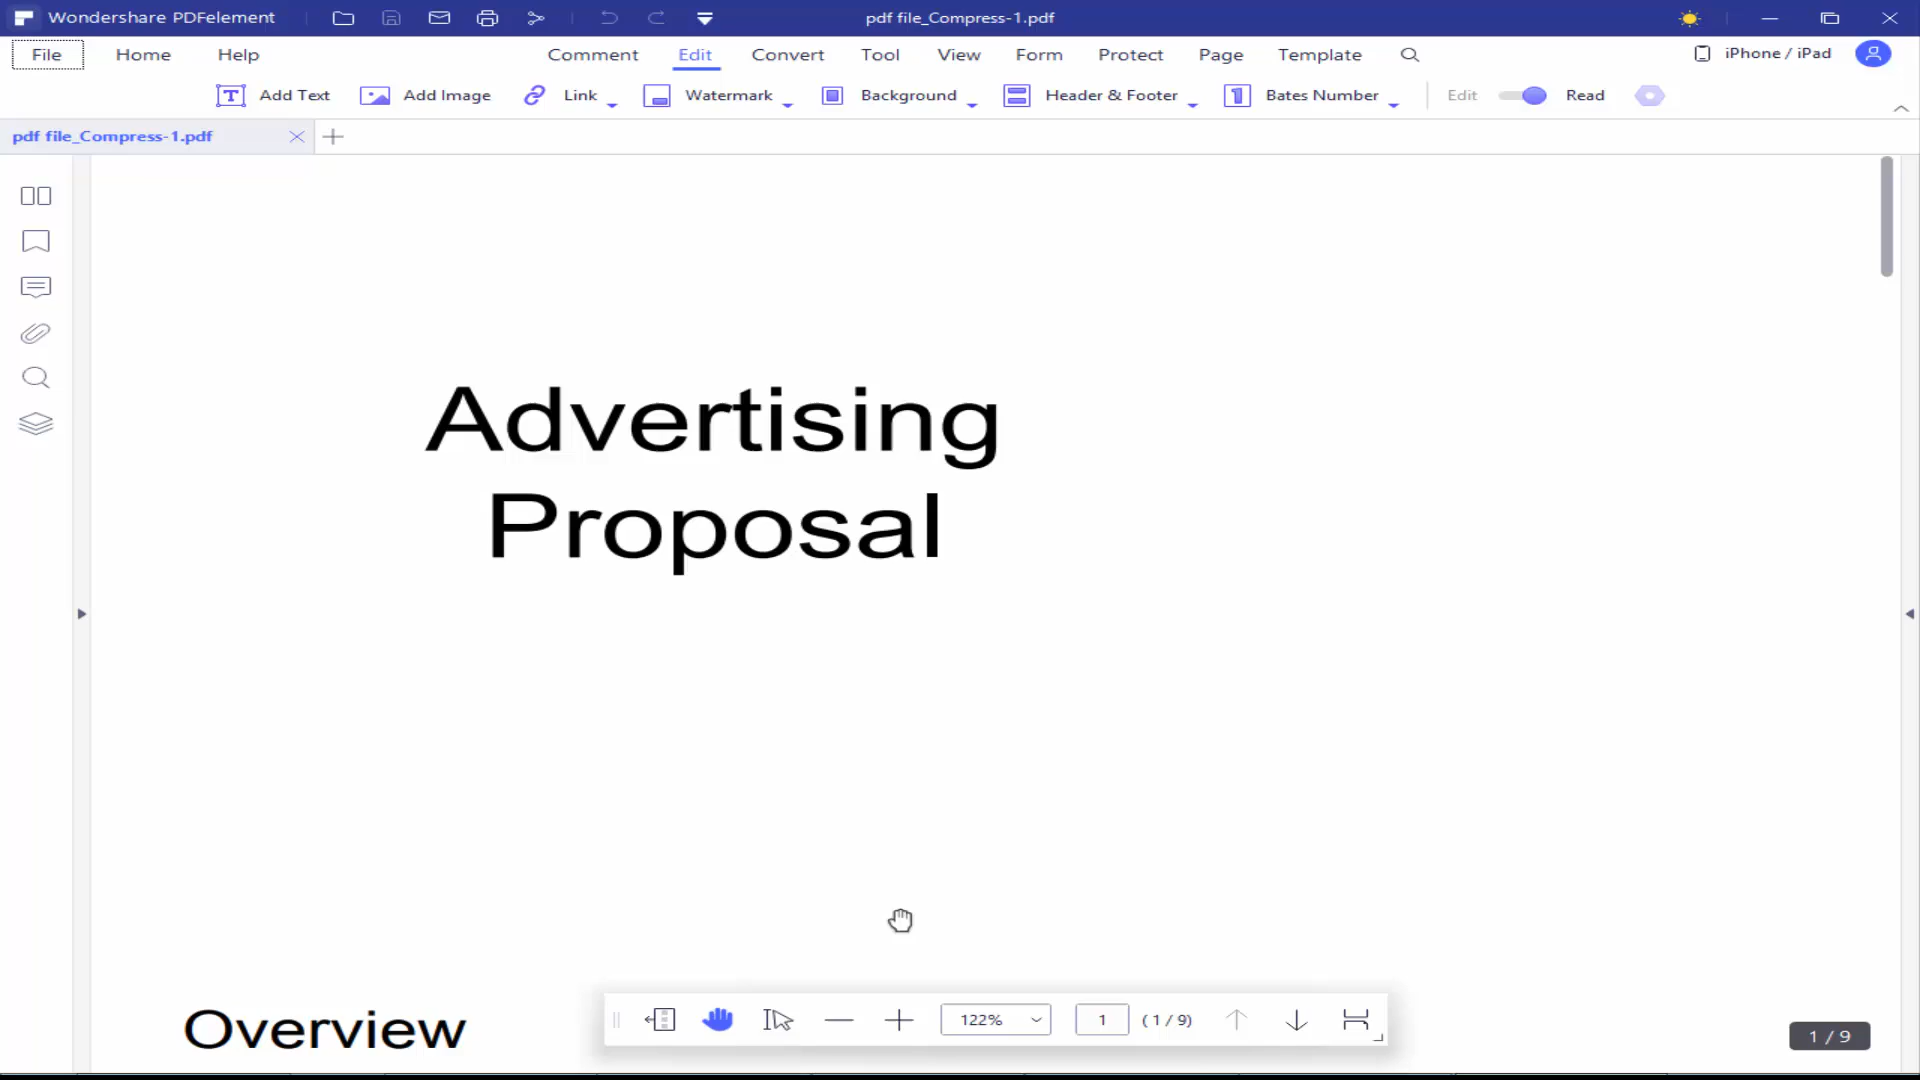 Wondershare PDFelement
pdf file_Compress-1.pdf
File Home Help Comment Edit Convert Tool View Form Protect Page Template iPhone / iPad
Add Text Add Image Link Watermark Background Header & Footer Bates Number Edit Read
pdf file_Compress-1.pdf
Advertising
Proposal
Overview
122% 1 ( 1 / 9)
1 / 9